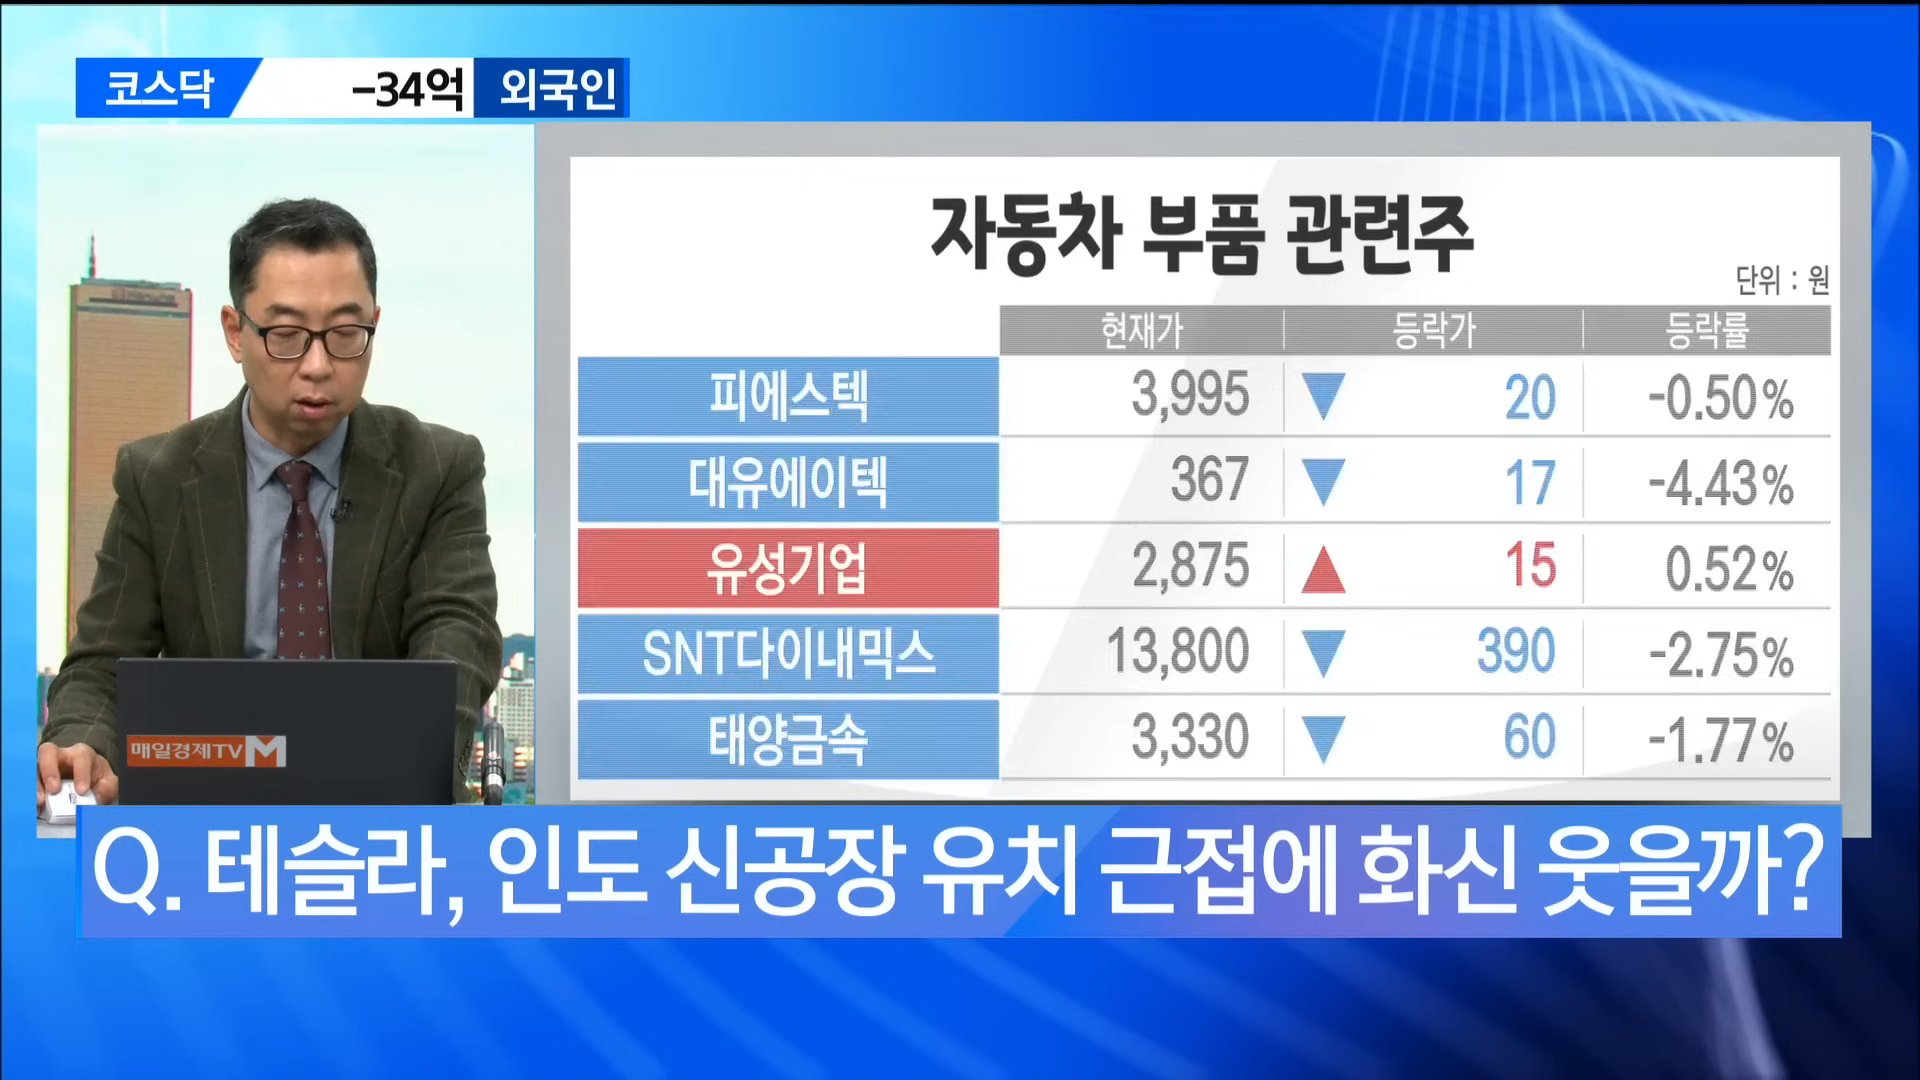 코스닥 -34억 외국인
자동차 부품 관련주
단위 : 원
현재가 등락가 등락률
피에스텍 3,995 ▼ 20 -0.50%
대유에이텍 367 ▼ 17 -4.43%
유성기업 2,875 ▲ 15 0.52%
SNT다이내믹스 13,800 ▼ 390 -2.75%
태양금속 3,330 ▼ 60 -1.77%
매일경제TV M
Q. 테슬라, 인도 신공장 유치 근접에 화신 웃을까?